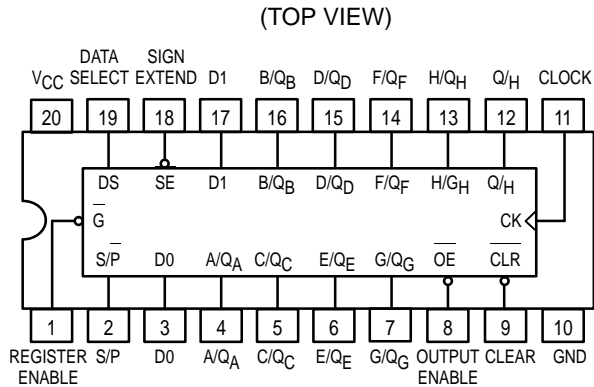 (TOP VIEW)
DATA SIGN
VCC SELECT EXTEND D1 B/QB D/QD F/QF H/QH Q/H CLOCK
20 19 18 17 16 15 14 13 12 11
DS SE D1 B/QB D/QD F/QF H/GH Q/H
G CK
S/P D0 A/QA C/QC E/QE G/QG OE CLR
1 2 3 4 5 6 7 8 9 10
REGISTER S/P D0 A/QA C/QC E/QE G/QG OUTPUT CLEAR GND
ENABLE ENABLE